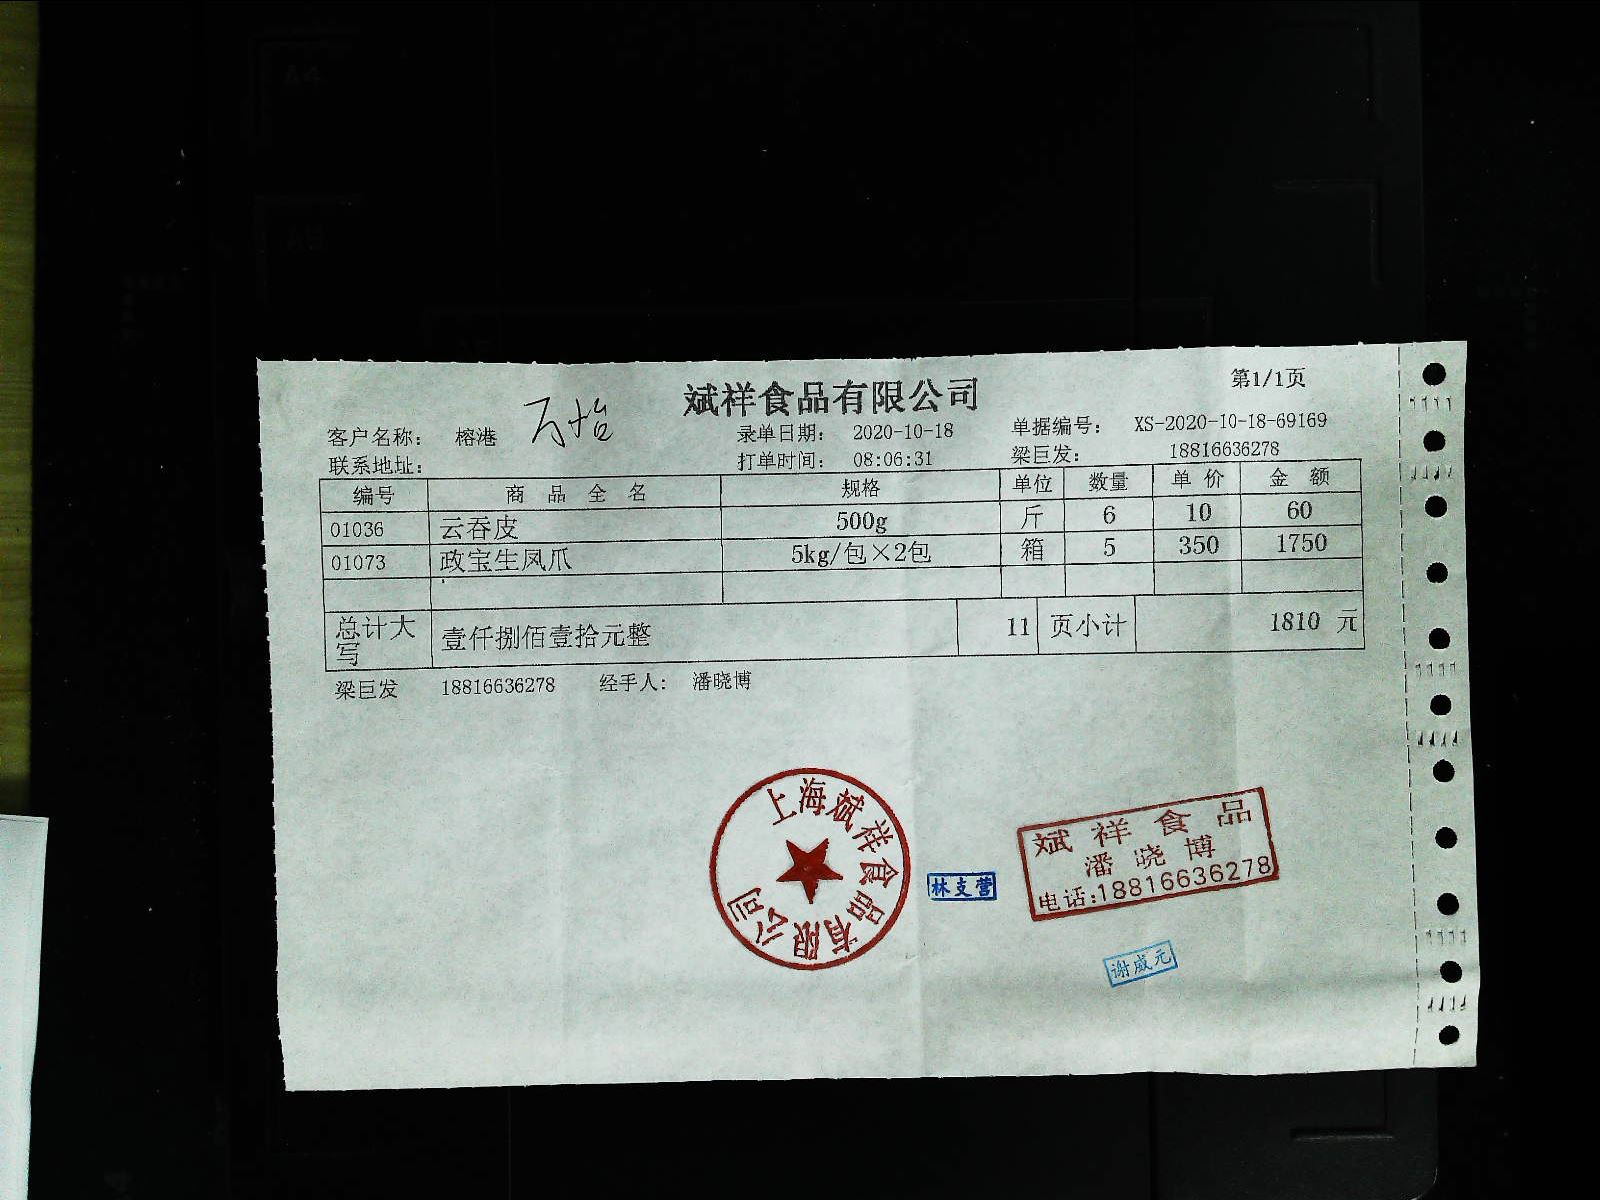 斌祥食品有限公司
第1/1页
客户名称： 榕港 万怡 录单日期： 2020-10-18 单据编号： XS-2020-10-18-69169
联系地址： 打单时间： 08:06:31 梁巨发： 18816636278
编号 商 品 全 名 规格 单位 数量 单 价 金 额
01036 云吞皮 500g 斤 6 10 60
01073 政宝生凤爪 5kg/包×2包 箱 5 350 1750
总计大写 壹仟捌佰壹拾元整 11 页小计 1810 元
梁巨发 18816636278 经手人： 潘晓博
上海斌祥食品有限公司
林支营
斌祥食品
潘晓博
电话:18816636278
谢威元
A4